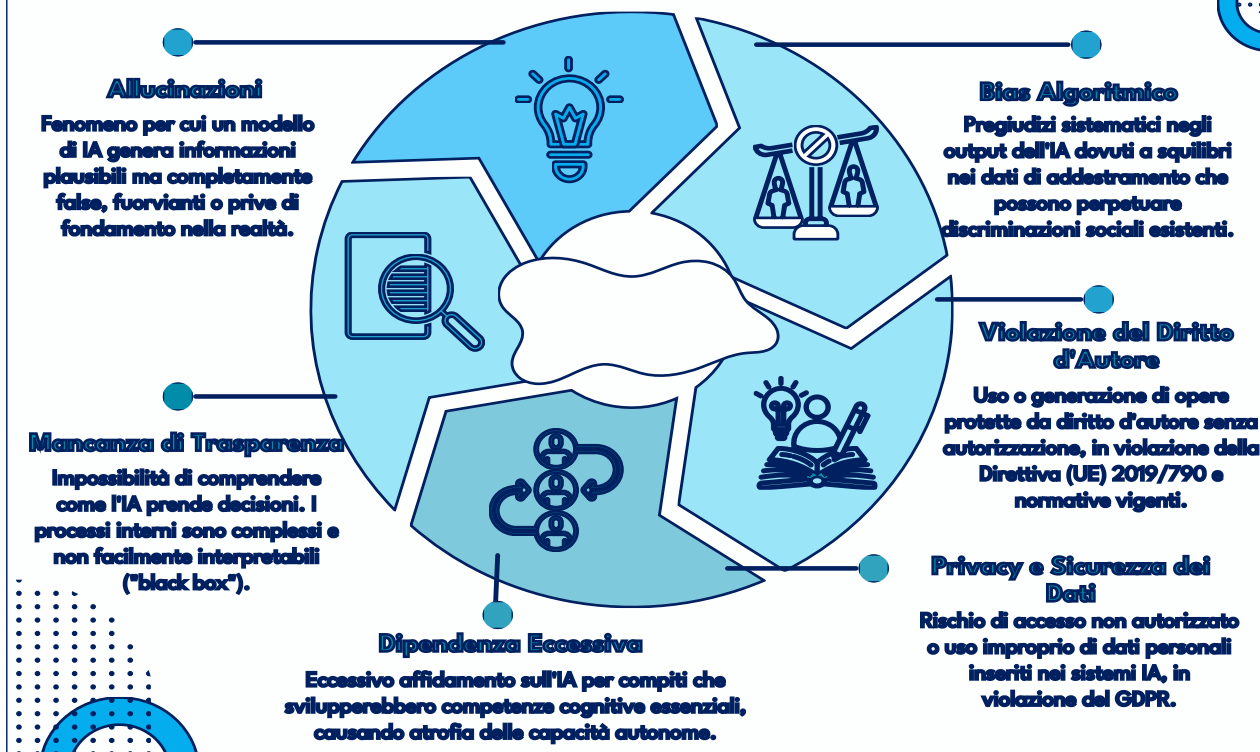 Allucinazioni
Fenomeno per cui un modello
di IA genera informazioni
plausibili ma completamente
false, fuorvianti o prive di
fondamento nella realtà.
Bias Algoritmico
Pregiudizi sistematici negli
output dell'IA dovuti a squilibri
nei dati di addestramento che
possono perpetuare
discriminazioni sociali esistenti.
Violazione del Diritto
d'Autore
Uso o generazione di opere
protette da diritto d'autore senza
autorizzazione, in violazione della
Direttiva (UE) 2019/790 e
normative vigenti.
Mancanza di Trasparenza
Impossibilità di comprendere
come l'IA prende decisioni. I
processi interni sono complessi e
non facilmente interpretabili
("black box").
Privacy e Sicurezza dei
Dati
Rischio di accesso non autorizzato
o uso improprio di dati personali
inseriti nei sistemi IA, in
violazione del GDPR.
Dipendenza Eccessiva
Eccessivo affidamento sull'IA per compiti che
svilupperebbero competenze cognitive essenziali,
causando atrofia delle capacità autonome.